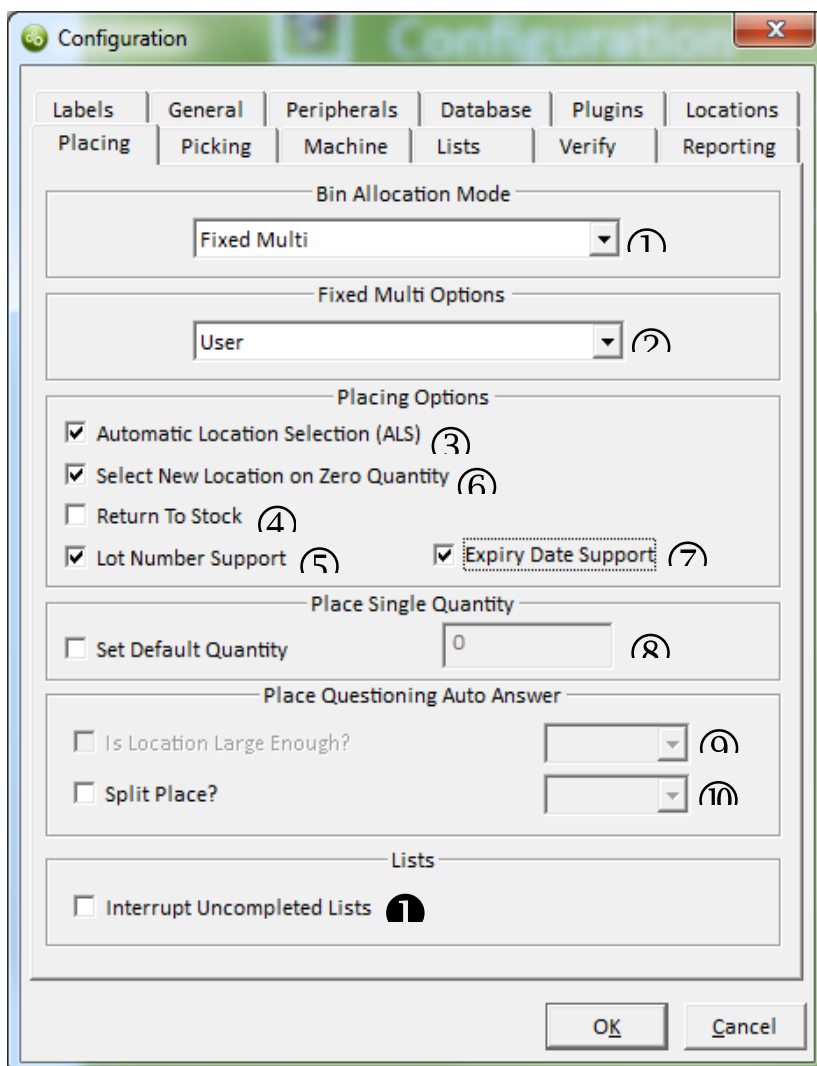 Configuration
Configuration
x
Labels General Peripherals Database Plugins Locations
Placing Picking Machine Lists Verify Reporting
Bin Allocation Mode
Fixed Multi ①
Fixed Multi Options
User ②
Placing Options
Automatic Location Selection (ALS) ③
Select New Location on Zero Quantity ⑥
Return To Stock ④
Lot Number Support ⑤ Expiry Date Support ⑦
Place Single Quantity
Set Default Quantity 0 ⑧
Place Questioning Auto Answer
Is Location Large Enough? ⑨
Split Place? ⑩
Lists
Interrupt Uncompleted Lists ❶
OK Cancel